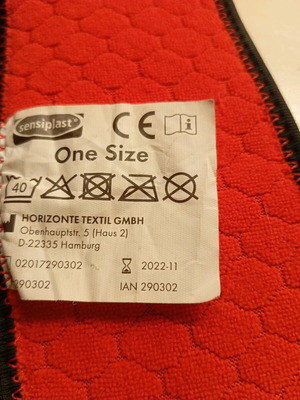 sensiplast®
CE
One Size
40
HORIZONTE TEXTIL GMBH
Obenhauptstr. 5 (Haus 2)
D-22335 Hamburg
02017290302 2022-11
290302 IAN 290302